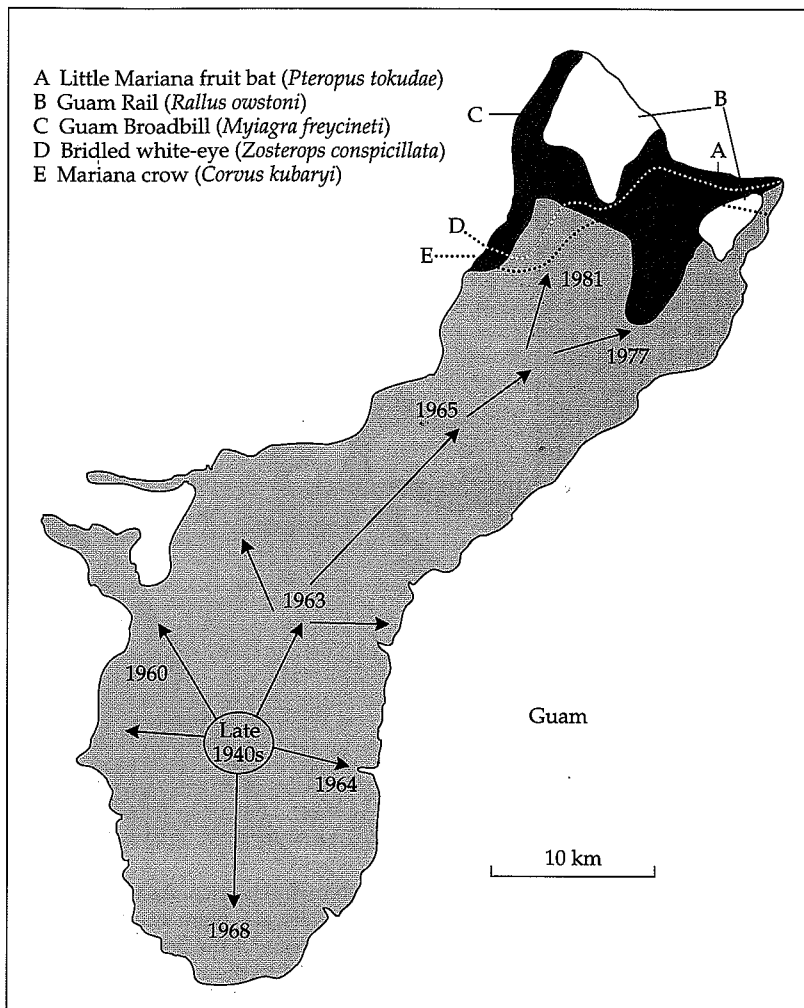 A Little Mariana fruit bat (Pteropus tokudae)
B Guam Rail (Rallus owstoni)
C Guam Broadbill (Myiagra freycineti)
D Bridled white-eye (Zosterops conspicillata)
E Mariana crow (Corvus kubaryi)
C
B
A
D
E
1981
1977
1965
1963
1960
Late
1940s
1964
1968
Guam
10 km